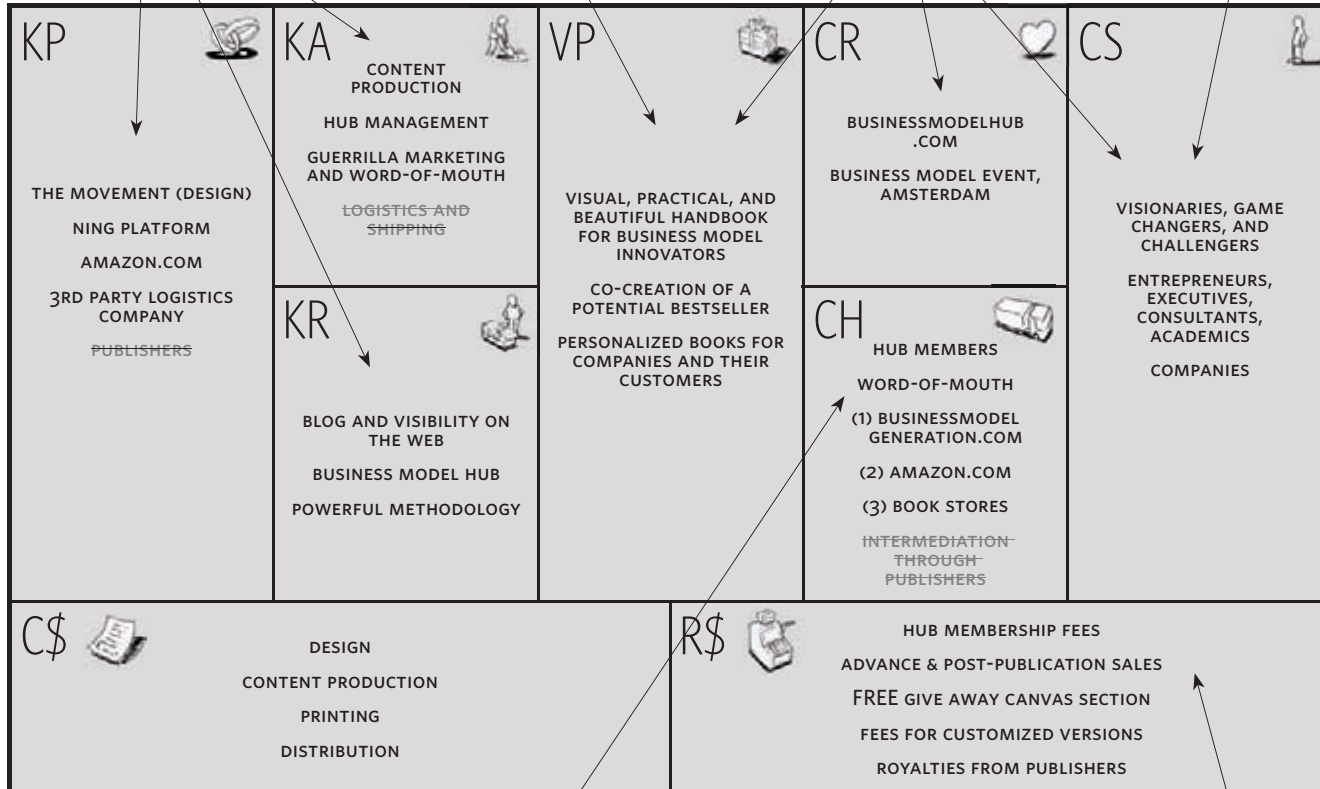 KP
THE MOVEMENT (DESIGN)
NING PLATFORM
AMAZON.COM
3RD PARTY LOGISTICS
COMPANY
PUBLISHERS
KA
CONTENT
PRODUCTION
HUB MANAGEMENT
GUERRILLA MARKETING
AND WORD-OF-MOUTH
LOGISTICS AND
SHIPPING
KR
BLOG AND VISIBILITY ON
THE WEB
BUSINESS MODEL HUB
POWERFUL METHODOLOGY
VP
VISUAL, PRACTICAL, AND
BEAUTIFUL HANDBOOK
FOR BUSINESS MODEL
INNOVATORS
CO-CREATION OF A
POTENTIAL BESTSELLER
PERSONALIZED BOOKS FOR
COMPANIES AND THEIR
CUSTOMERS
CR
BUSINESSMODELHUB
.COM
BUSINESS MODEL EVENT,
AMSTERDAM
CH
HUB MEMBERS
WORD-OF-MOUTH
(1) BUSINESSMODEL
GENERATION.COM
(2) AMAZON.COM
(3) BOOK STORES
INTERMEDIATION
THROUGH
PUBLISHERS
CS
VISIONARIES, GAME
CHANGERS, AND
CHALLENGERS
ENTREPRENEURS,
EXECUTIVES,
CONSULTANTS,
ACADEMICS
COMPANIES
C$
DESIGN
CONTENT PRODUCTION
PRINTING
DISTRIBUTION
R$
HUB MEMBERSHIP FEES
ADVANCE & POST-PUBLICATION SALES
FREE GIVE AWAY CANVAS SECTION
FEES FOR CUSTOMIZED VERSIONS
ROYALTIES FROM PUBLISHERS